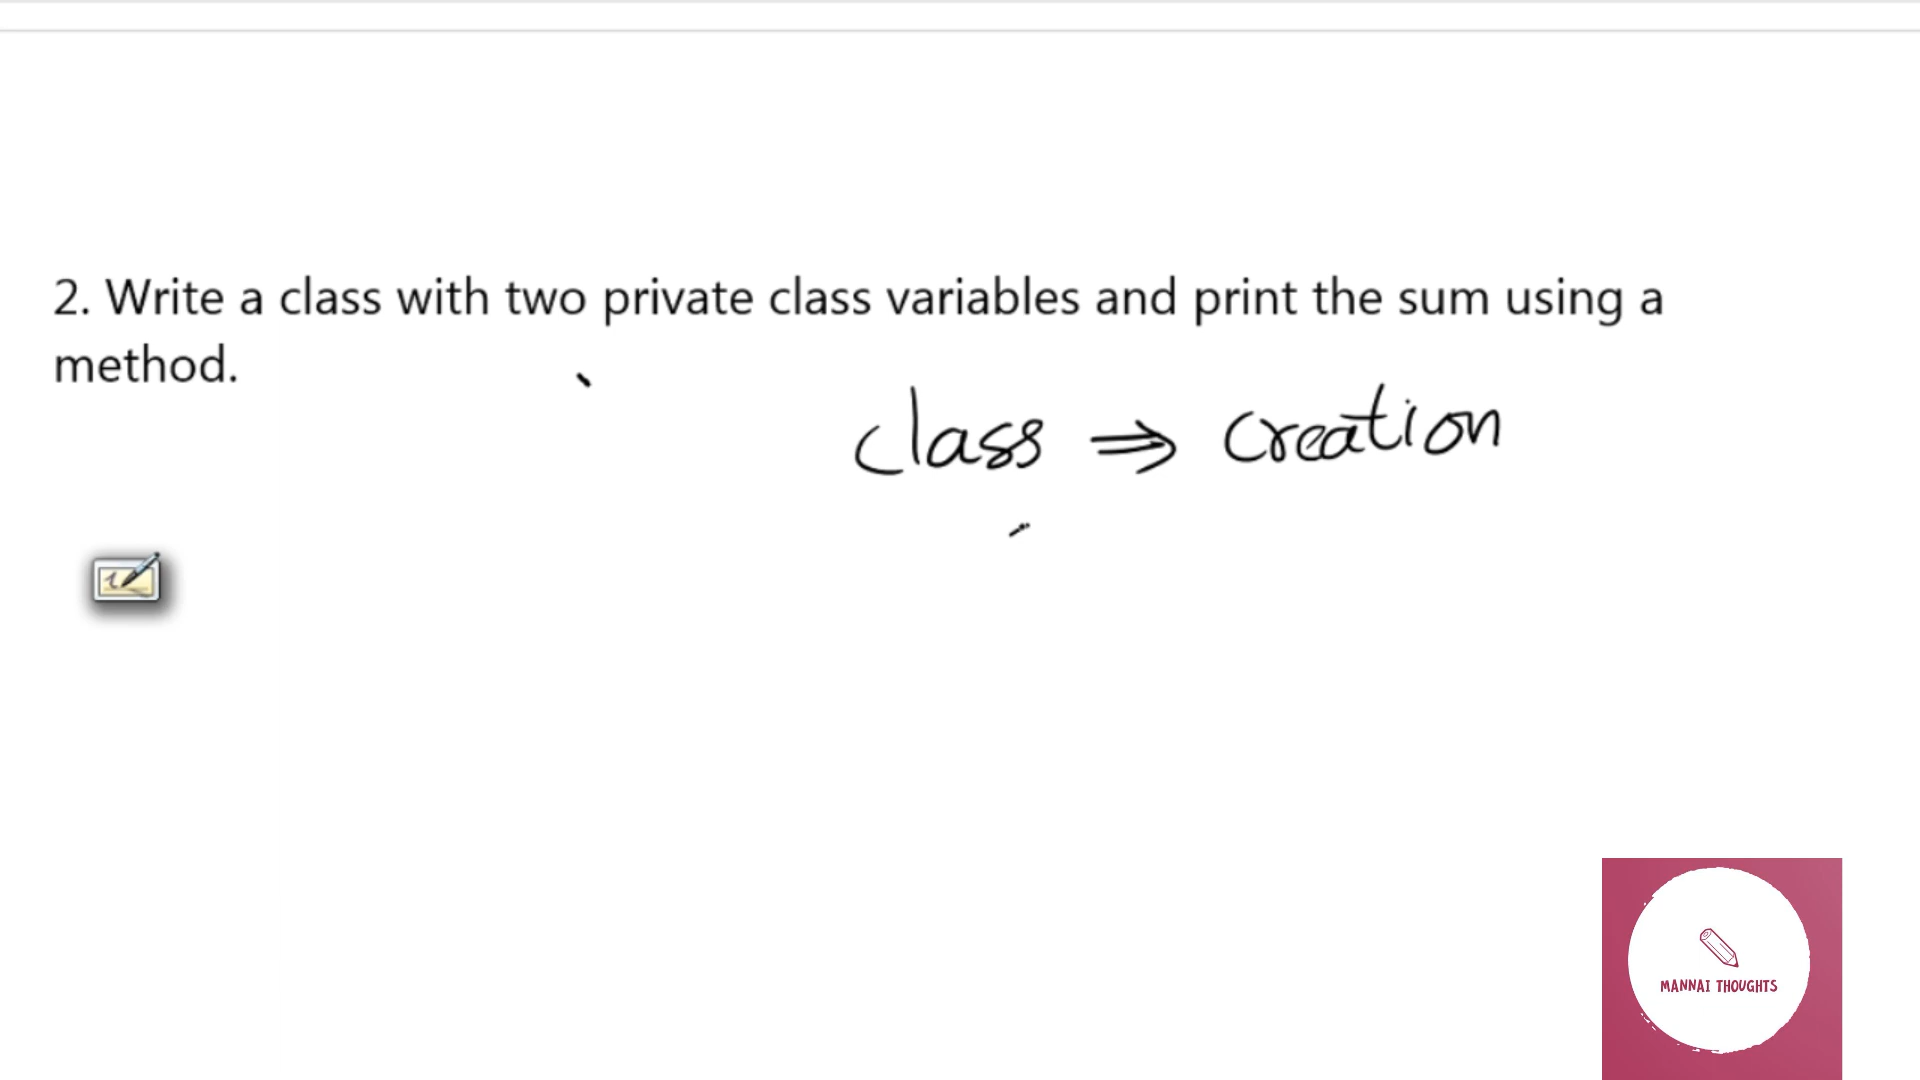 2. Write a class with two private class variables and print the sum using a
method.
class ⇒ creation
MANNAI THOUGHTS